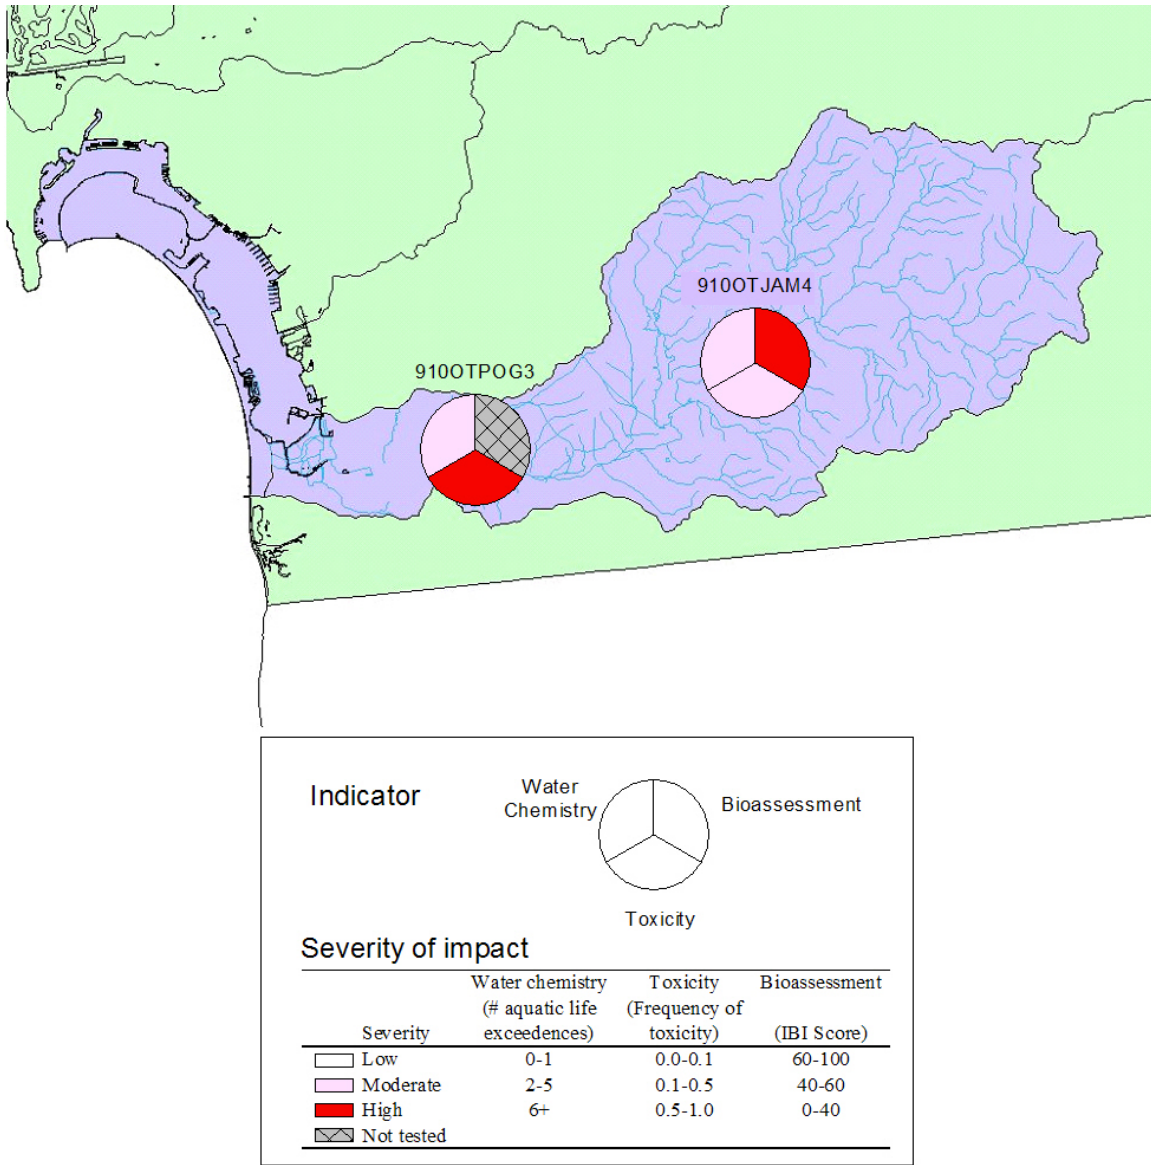 910OTJAM4
910OTPOG3
Indicator
Water
Chemistry
Bioassessment
Toxicity
Severity of impact
Water chemistry Toxicity Bioassessment
(# aquatic life (Frequency of
Severity exceedences) toxicity) (IBI Score)
Low 0-1 0.0-0.1 60-100
Moderate 2-5 0.1-0.5 40-60
High 6+ 0.5-1.0 0-40
Not tested